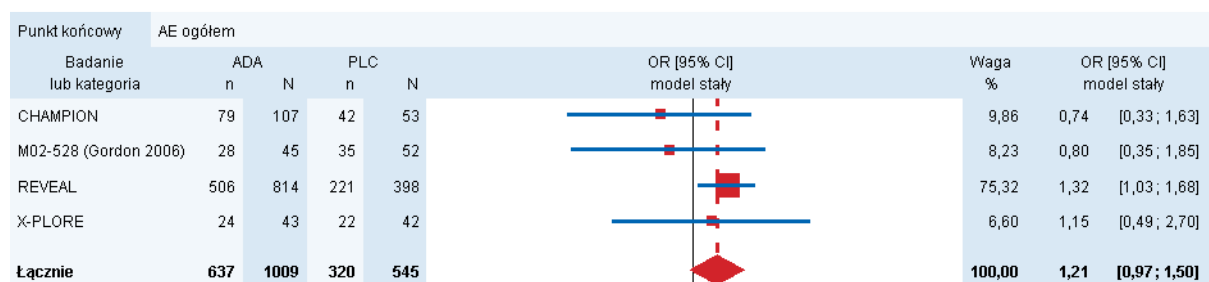 Punkt końcowy AE ogółem
Badanie ADA PLC OR [95% CI] Waga OR [95% CI]
lub kategoria n N n N model stały % model stały
CHAMPION 79 107 42 53 9,86 0,74 [0,33 ; 1,63]
M02-528 (Gordon 2006) 28 45 35 52 8,23 0,80 [0,35 ; 1,85]
REVEAL 506 814 221 398 75,32 1,32 [1,03 ; 1,68]
X-PLORE 24 43 22 42 6,60 1,15 [0,49 ; 2,70]
Łącznie 637 1009 320 545 100,00 1,21 [0,97 ; 1,50]